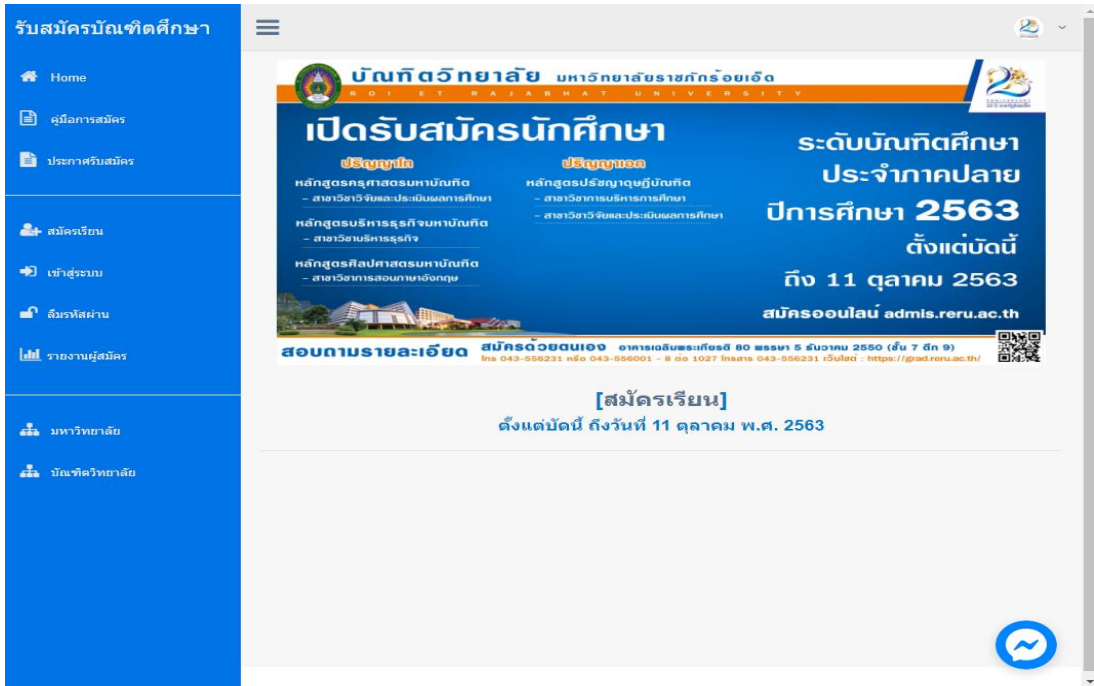 รับสมัครบัณฑิตศึกษา
Home
คู่มือการสมัคร
ประกาศรับสมัคร
สมัครเรียน
เข้าสู่ระบบ
ลืมรหัสผ่าน
รายงานผู้สมัคร
มหาวิทยาลัย
บัณฑิตวิทยาลัย
บัณฑิตวิทยาลัย มหาวิทยาลัยราชภัฏร้อยเอ็ด
ROI ET RAJABHAT UNIVERSITY
เปิดรับสมัครนักศึกษา
ปริญญาโท
หลักสูตรครุศาสตรมหาบัณฑิต
- สาขาวิชาวิจัยและประเมินผลการศึกษา
หลักสูตรบริหารธุรกิจมหาบัณฑิต
- สาขาวิชาบริหารธุรกิจ
หลักสูตรศิลปศาสตรมหาบัณฑิต
- สาขาวิชาการสอนภาษาอังกฤษ
ปริญญาเอก
หลักสูตรปรัชญาดุษฎีบัณฑิต
- สาขาวิชาการบริหารการศึกษา
- สาขาวิชาวิจัยและประเมินผลการศึกษา
ระดับบัณฑิตศึกษา
ประจำภาคปลาย
ปีการศึกษา 2563
ตั้งแต่บัดนี้
ถึง 11 ตุลาคม 2563
สมัครออนไลน์ admis.reru.ac.th
สอบถามรายละเอียด
สมัครด้วยตนเอง อาคารเฉลิมพระเกียรติ 80 พรรษา 5 ธันวาคม 2550 (ชั้น 7 ตึก 9)
โทร 043-556231 หรือ 043-556001 - 8 ต่อ 1027 โทรสาร 043-556231 เว็บไซต์ : https://grad.reru.ac.th/
[สมัครเรียน]
ตั้งแต่บัดนี้ ถึงวันที่ 11 ตุลาคม พ.ศ. 2563